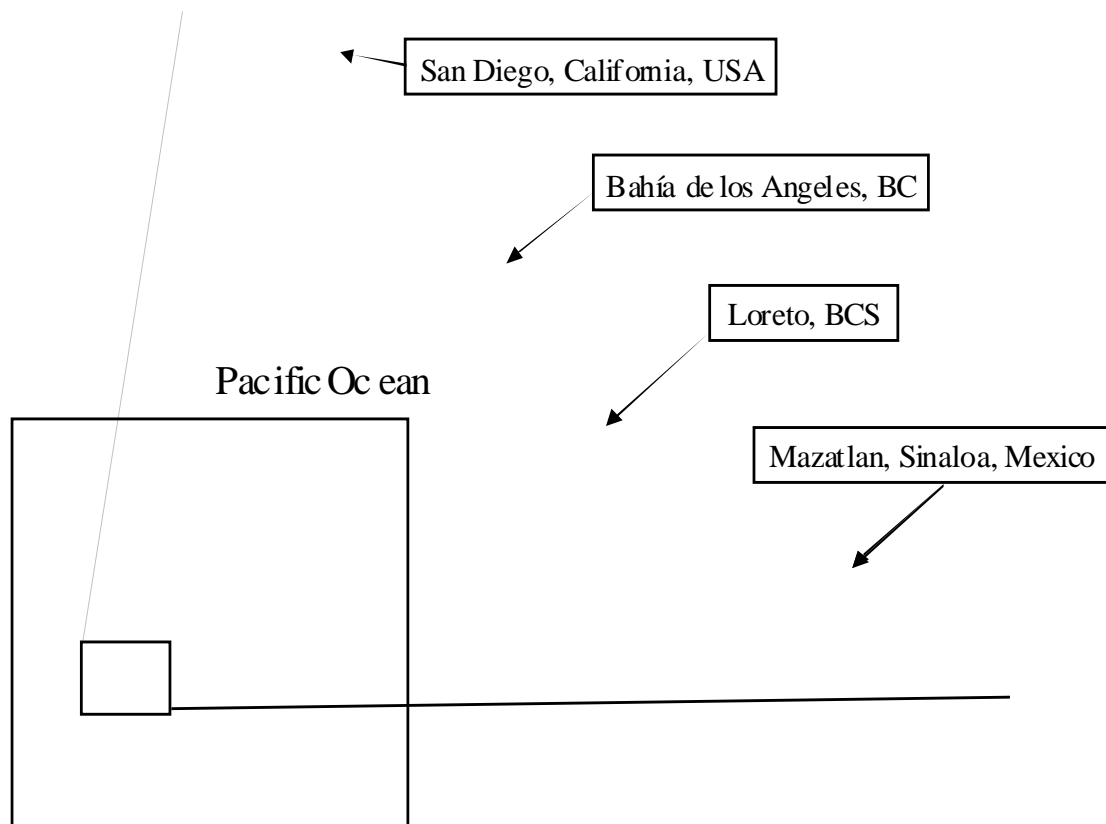 San Diego, California, USA
Bahía de los Angeles, BC
Loreto, BCS
Pacific Ocean
Mazatlan, Sinaloa, Mexico